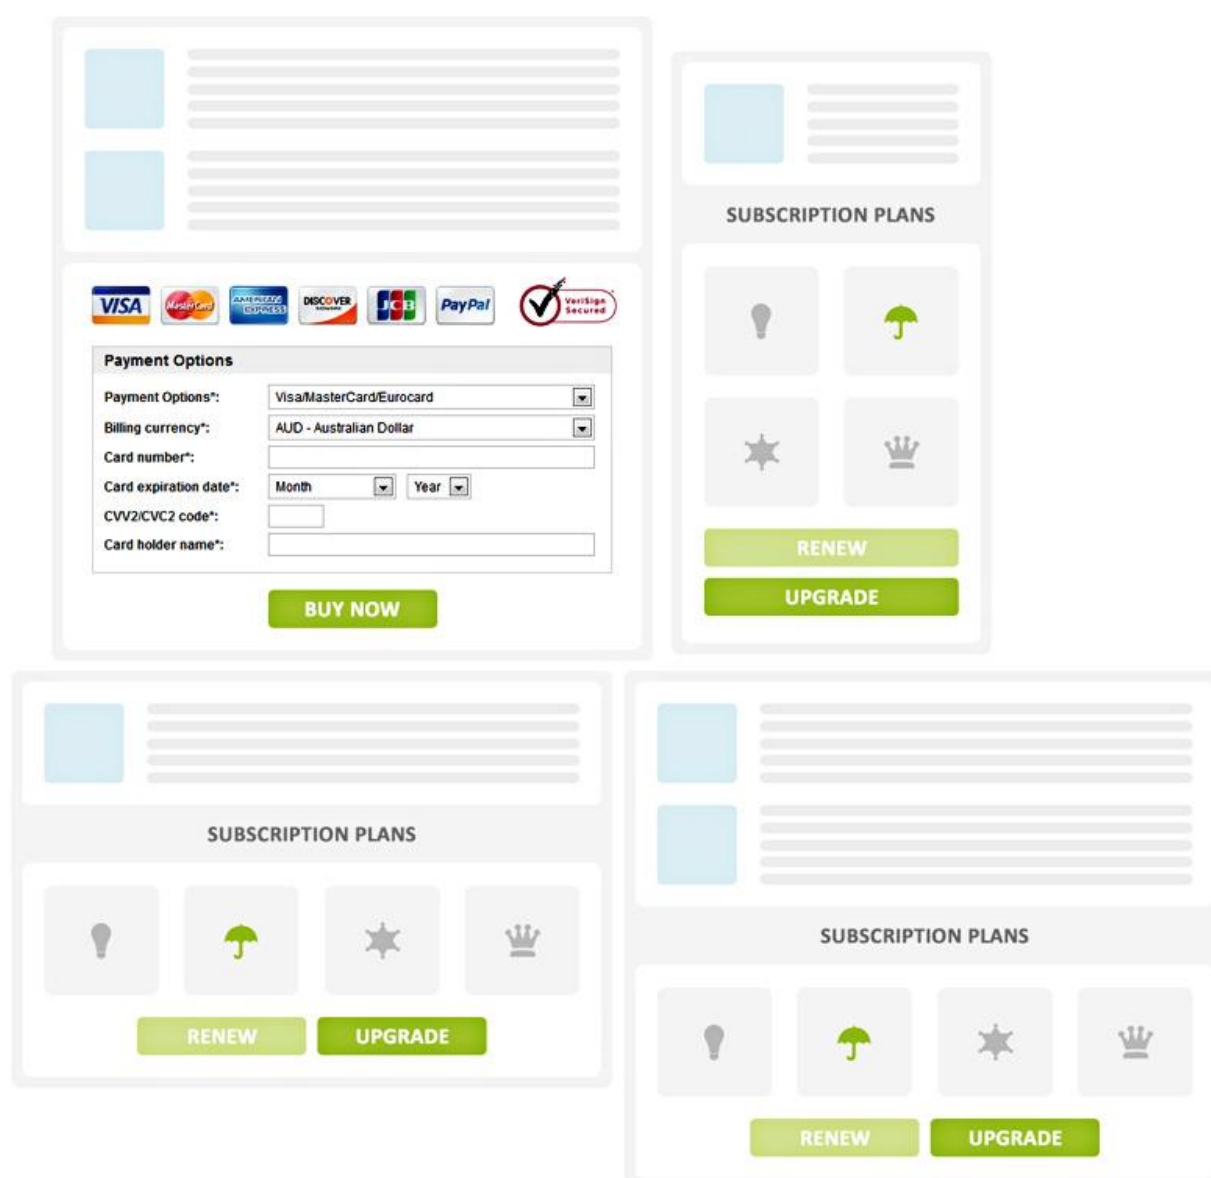 VISA
MasterCard
AMERICAN EXPRESS
DISCOVER
JCB
PayPal
VeriSign
Secured
Payment Options
Payment Options*: Visa/MasterCard/Eurocard
Billing currency*: AUD - Australian Dollar
Card number*:
Card expiration date*: Month Year
CVV2/CVC2 code*:
Card holder name*:
BUY NOW
SUBSCRIPTION PLANS
RENEW
UPGRADE
SUBSCRIPTION PLANS
RENEW UPGRADE
SUBSCRIPTION PLANS
RENEW UPGRADE